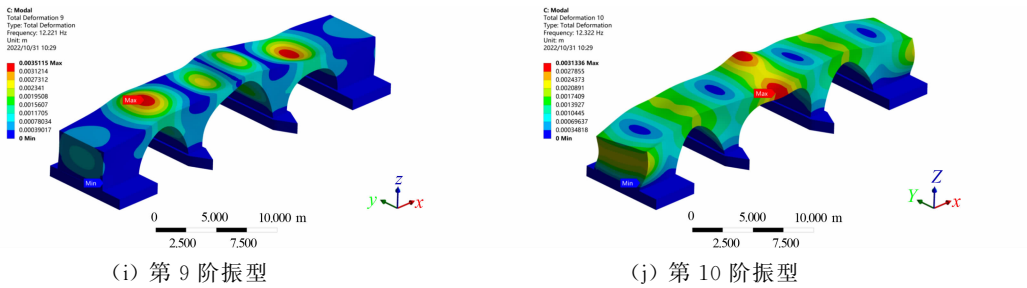 C: Modal
Total Deformation 9
Type: Total Deformation
Frequency: 12.221 Hz
Unit: m
2022/10/31 10:29
0.0035115 Max
0.0031214
0.0027312
0.002341
0.0019508
0.0015607
0.0011705
0.00078034
0.00039017
0 Min
Max
Min
z
y
x
0 5.000 10.000 m
2.500 7.500
(i) 第 9 阶振型
C: Modal
Total Deformation 10
Type: Total Deformation
Frequency: 12.322 Hz
Unit: m
2022/10/31 10:29
0.0031336 Max
0.0027855
0.0024373
0.0020891
0.0017409
0.0013927
0.0010445
0.00069637
0.00034818
0 Min
Max
Min
Z
Y
x
0 5.000 10.000 m
2.500 7.500
(j) 第 10 阶振型